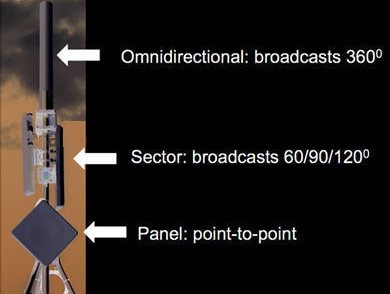 Omnidirectional: broadcasts 360⁰
Sector: broadcasts 60/90/120⁰
Panel: point-to-point